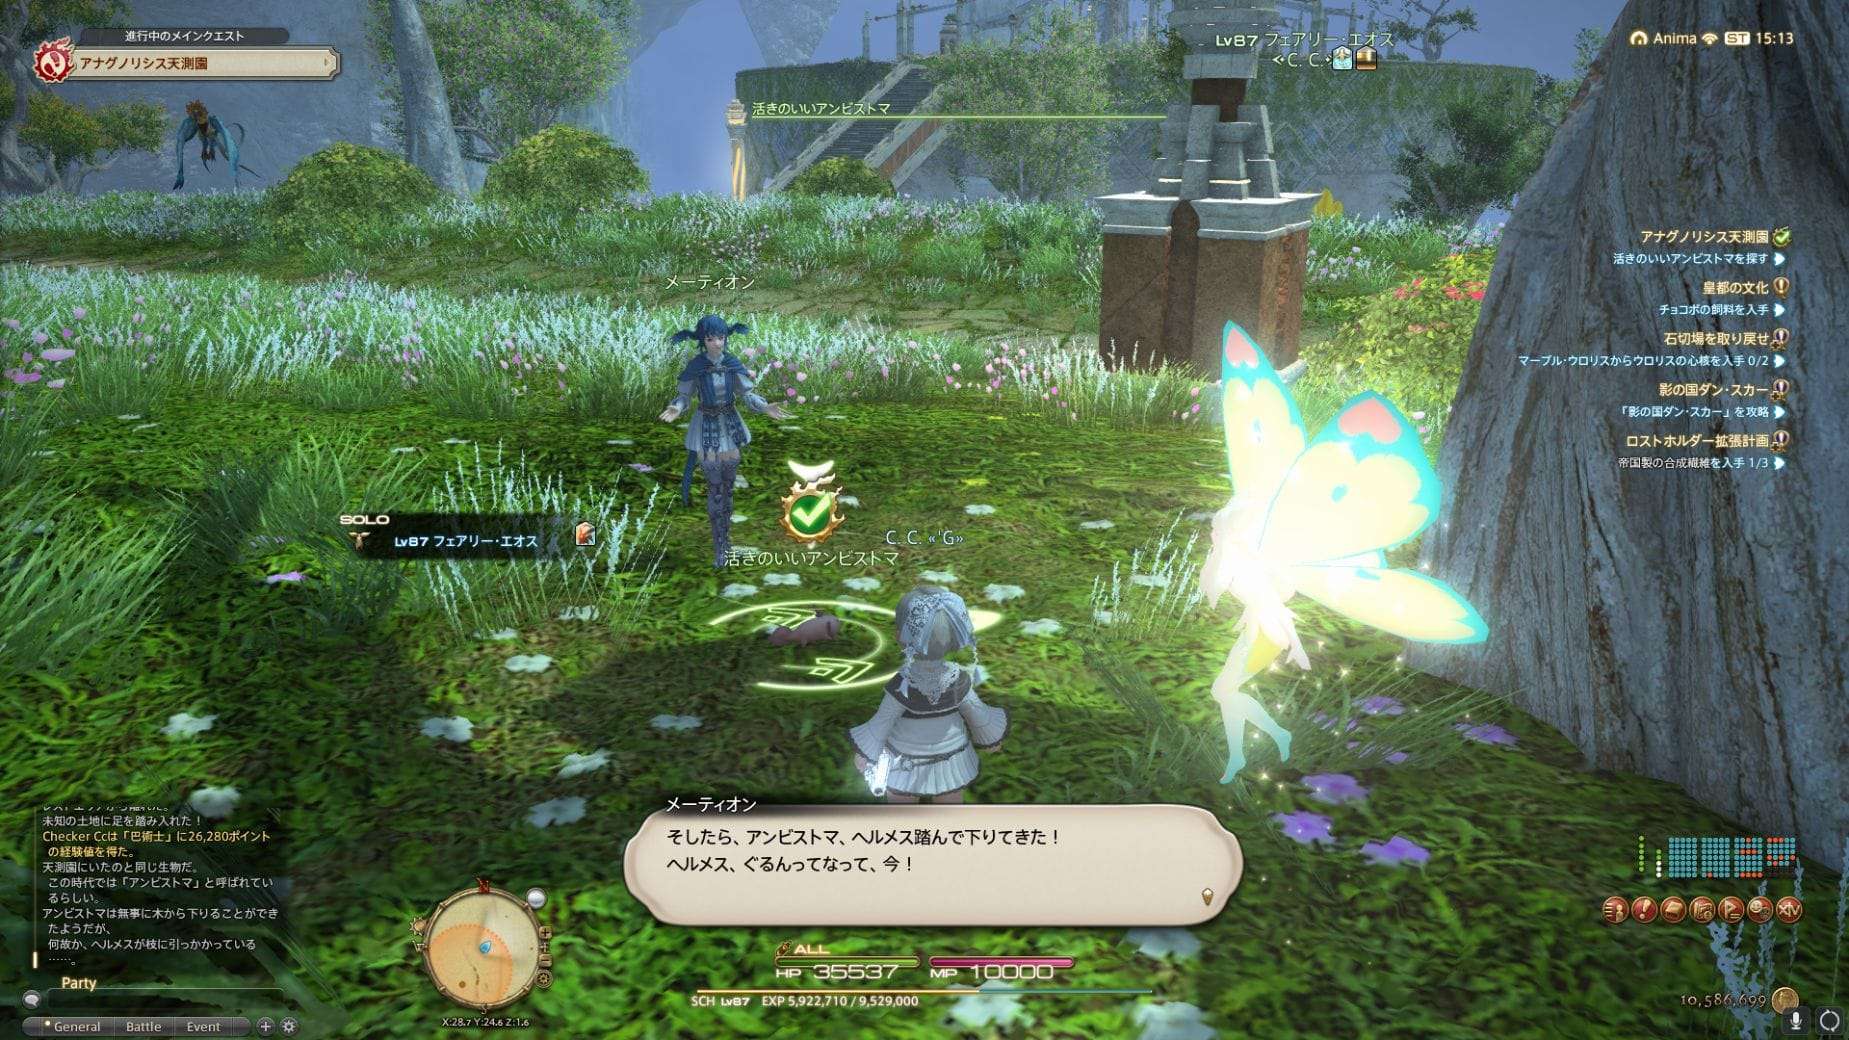 進行中のメインクエスト
アナグノリシス天測園
Lv87 フェアリー・エオス
C. C.
Anima ST 15:13
活きのいいアンビストマ
アナグノリシス天測園
活きのいいアンビストマを探す
皇都の文化
チョコボの飼料を入手
石切場を取り戻せ
マーブル・ウロリスからウロリスの心核を入手 0/2
影の国ダン・スカー
「影の国ダン・スカー」を攻略
ロストホルダー拡張計画
帝国製の合成繊維を入手 1/3
メーティオン
SOLO
Lv87 フェアリー・エオス
C. C. «'G»
活きのいいアンビストマ
メーティオン
そしたら、アンビストマ、ヘルメス踏んで下りてきた！
ヘルメス、ぐるんってなって、今！
未知の土地に足を踏み入れた！
Checker Ccは「巴術士」に26,280ポイント
の経験値を得た。
天測園にいたのと同じ生物だ。
この時代では「アンビストマ」と呼ばれてい
るらしい。
アンビストマは無事に木から下りることができ
たようだが、
何故か、ヘルメスが枝に引っかかっている
……。
Party
General Battle Event
X:28.7 Y:24.6 Z:1.6
ALL
HP 35537 MP 10000
SCH Lv87 EXP 5,922,710 / 9,529,000
XIV
10,586,699